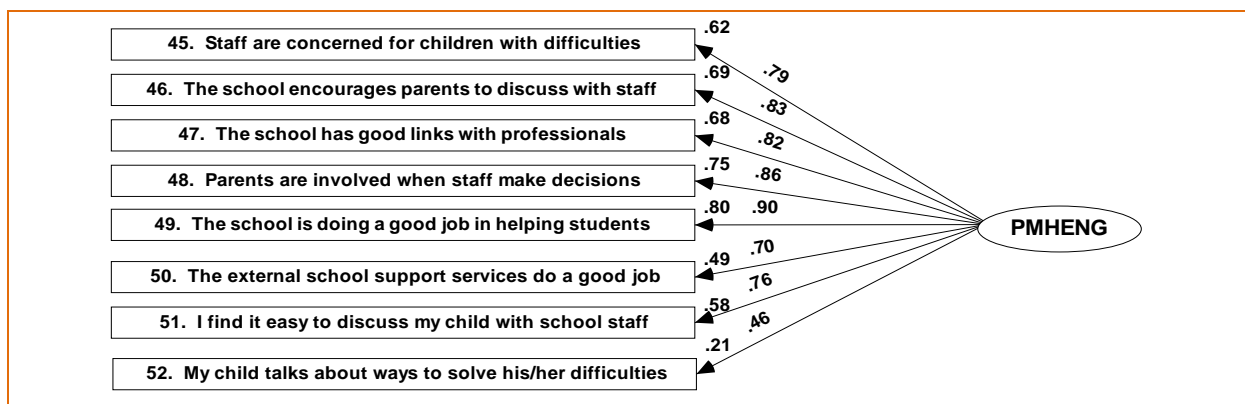 .62
45. Staff are concerned for children with difficulties
.79
.69
46. The school encourages parents to discuss with staff
.83
.68
47. The school has good links with professionals
.82
.75
48. Parents are involved when staff make decisions
.86
.80
49. The school is doing a good job in helping students
.90
PMHENG
.49
50. The external school support services do a good job
.70
.58
51. I find it easy to discuss my child with school staff
.76
.21
52. My child talks about ways to solve his/her difficulties
.46